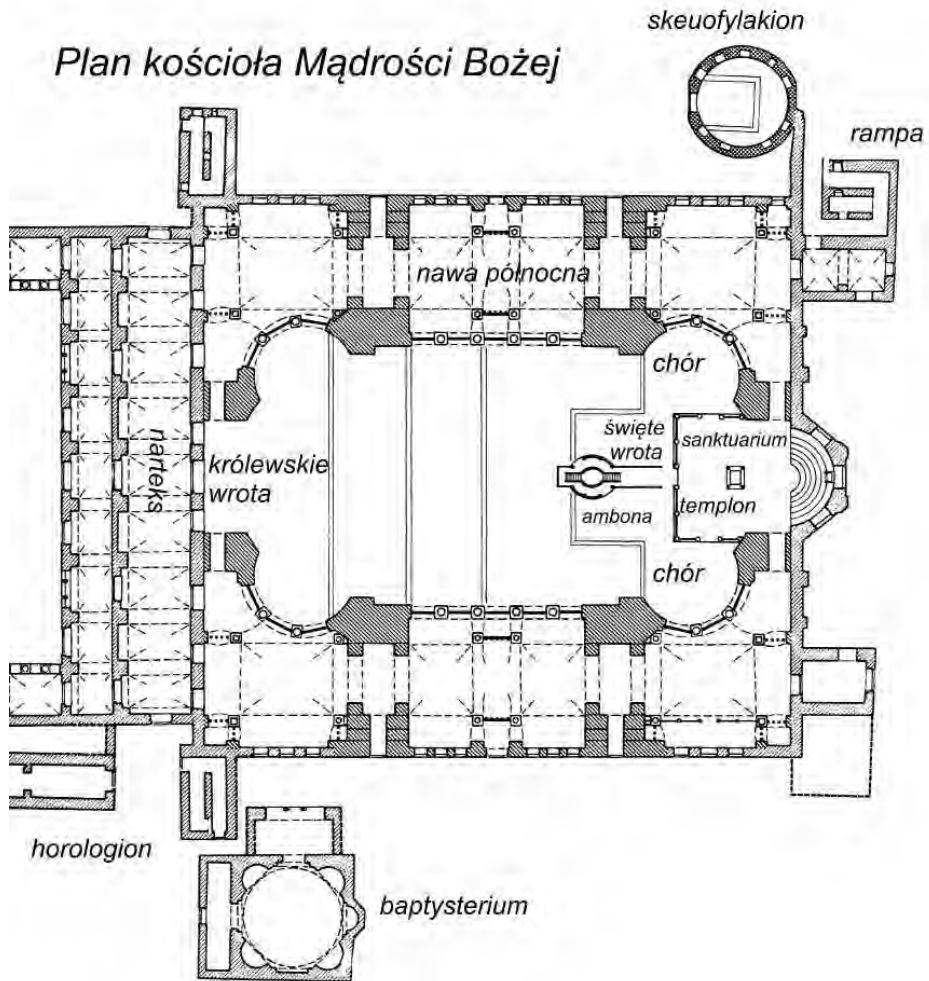 skeuofylakion
Plan kościoła Mądrości Bożej
rampa
nawa północna
chór
święte
wrota
sanktuarium
narteks
królewskie
wrota
ambona
templon
chór
horologion
baptysterium